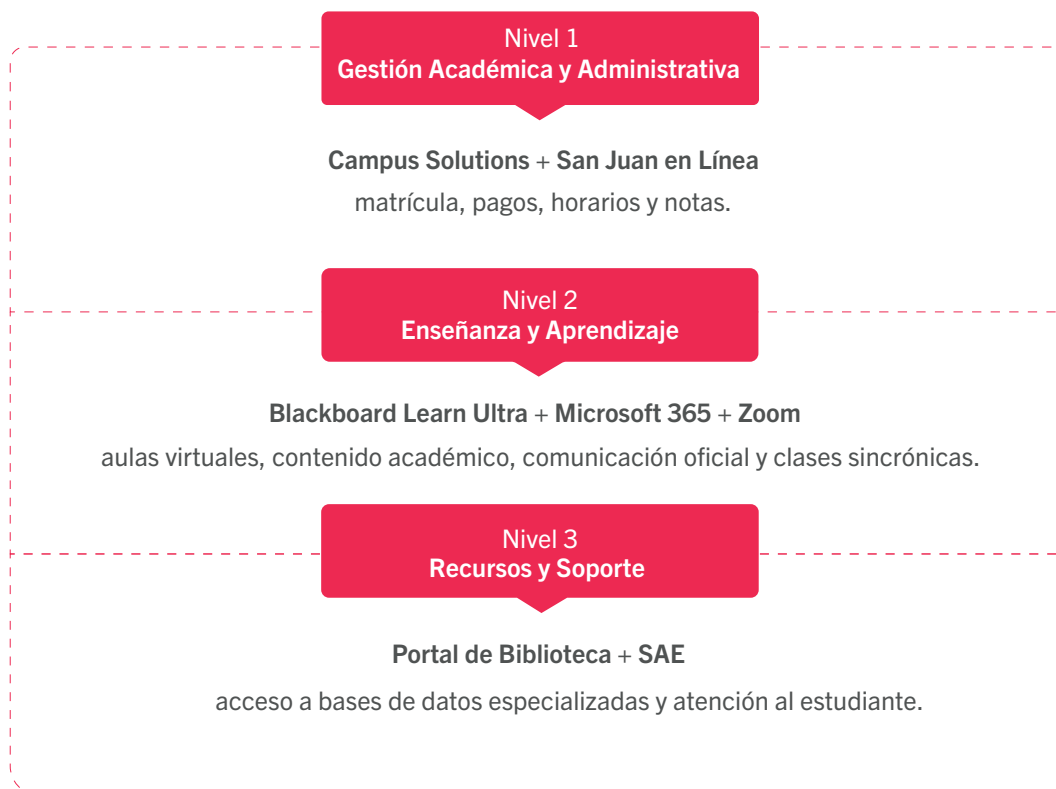 Nivel 1
Gestión Académica y Administrativa
Campus Solutions + San Juan en Línea
matrícula, pagos, horarios y notas.
Nivel 2
Enseñanza y Aprendizaje
Blackboard Learn Ultra + Microsoft 365 + Zoom
aulas virtuales, contenido académico, comunicación oficial y clases sincrónicas.
Nivel 3
Recursos y Soporte
Portal de Biblioteca + SAE
acceso a bases de datos especializadas y atención al estudiante.